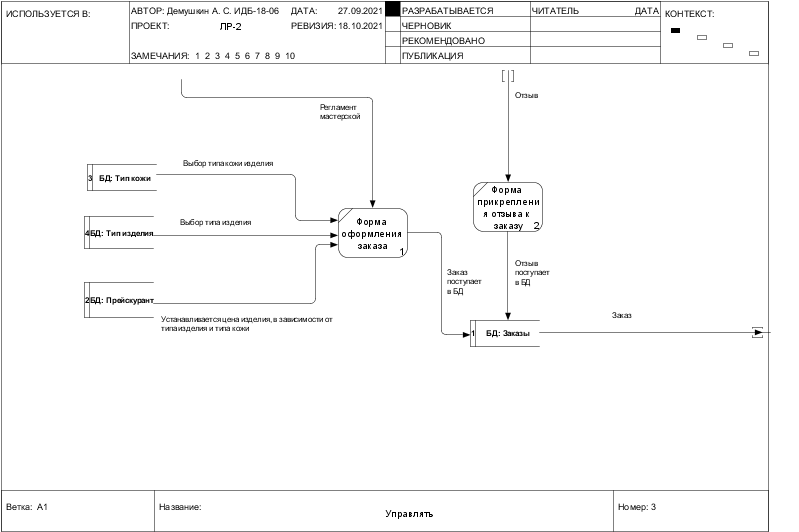 ИСПОЛЬЗУЕТСЯ В:
АВТОР: Демушкин А. С. ИДБ-18-06
ДАТА: 27.09.2021
ПРОЕКТ: ЛР-2
РЕВИЗИЯ: 18.10.2021
ЗАМЕЧАНИЯ: 1 2 3 4 5 6 7 8 9 10
РАЗРАБАТЫВАЕТСЯ
ЧЕРНОВИК
РЕКОМЕНДОВАНО
ПУБЛИКАЦИЯ
ЧИТАТЕЛЬ ДАТА
КОНТЕКСТ:
Регламент
мастерской
Отзыв
Выбор типа кожи изделия
3 БД: Тип кожи
Форма
прикреплени
я отзыва к
заказу 2
Выбор типа изделия
4 БД: Тип изделия
Форма
оформления
заказа
1
Заказ
поступает
в БД
Отзыв
поступает
в БД
2 БД: Прейскурант
Устанавливается цена изделия, в зависимости от
типа изделия и типа кожи
Заказ
1 БД: Заказы
Ветка: A1
Название:
Управлять
Номер: 3